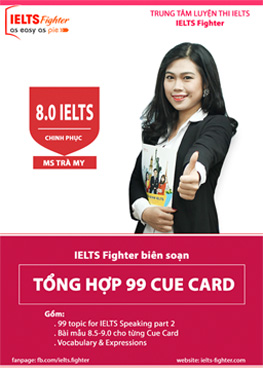 IELTS Fighter
as easy as pie
TRUNG TÂM LUYỆN THI IELTS
IELTS Fighter
8.0 IELTS
CHINH PHỤC
MS TRÀ MY
IELTS Fighter biên soạn
TỔNG HỢP 99 CUE CARD
Gồm:
. 99 topic for IELTS Speaking part 2
. Bài mẫu 8.5-9.0 cho từng Cue Card
. Vocabulary & Expressions
fanpage: fb.com/ielts.fighter
website: ielts-fighter.com